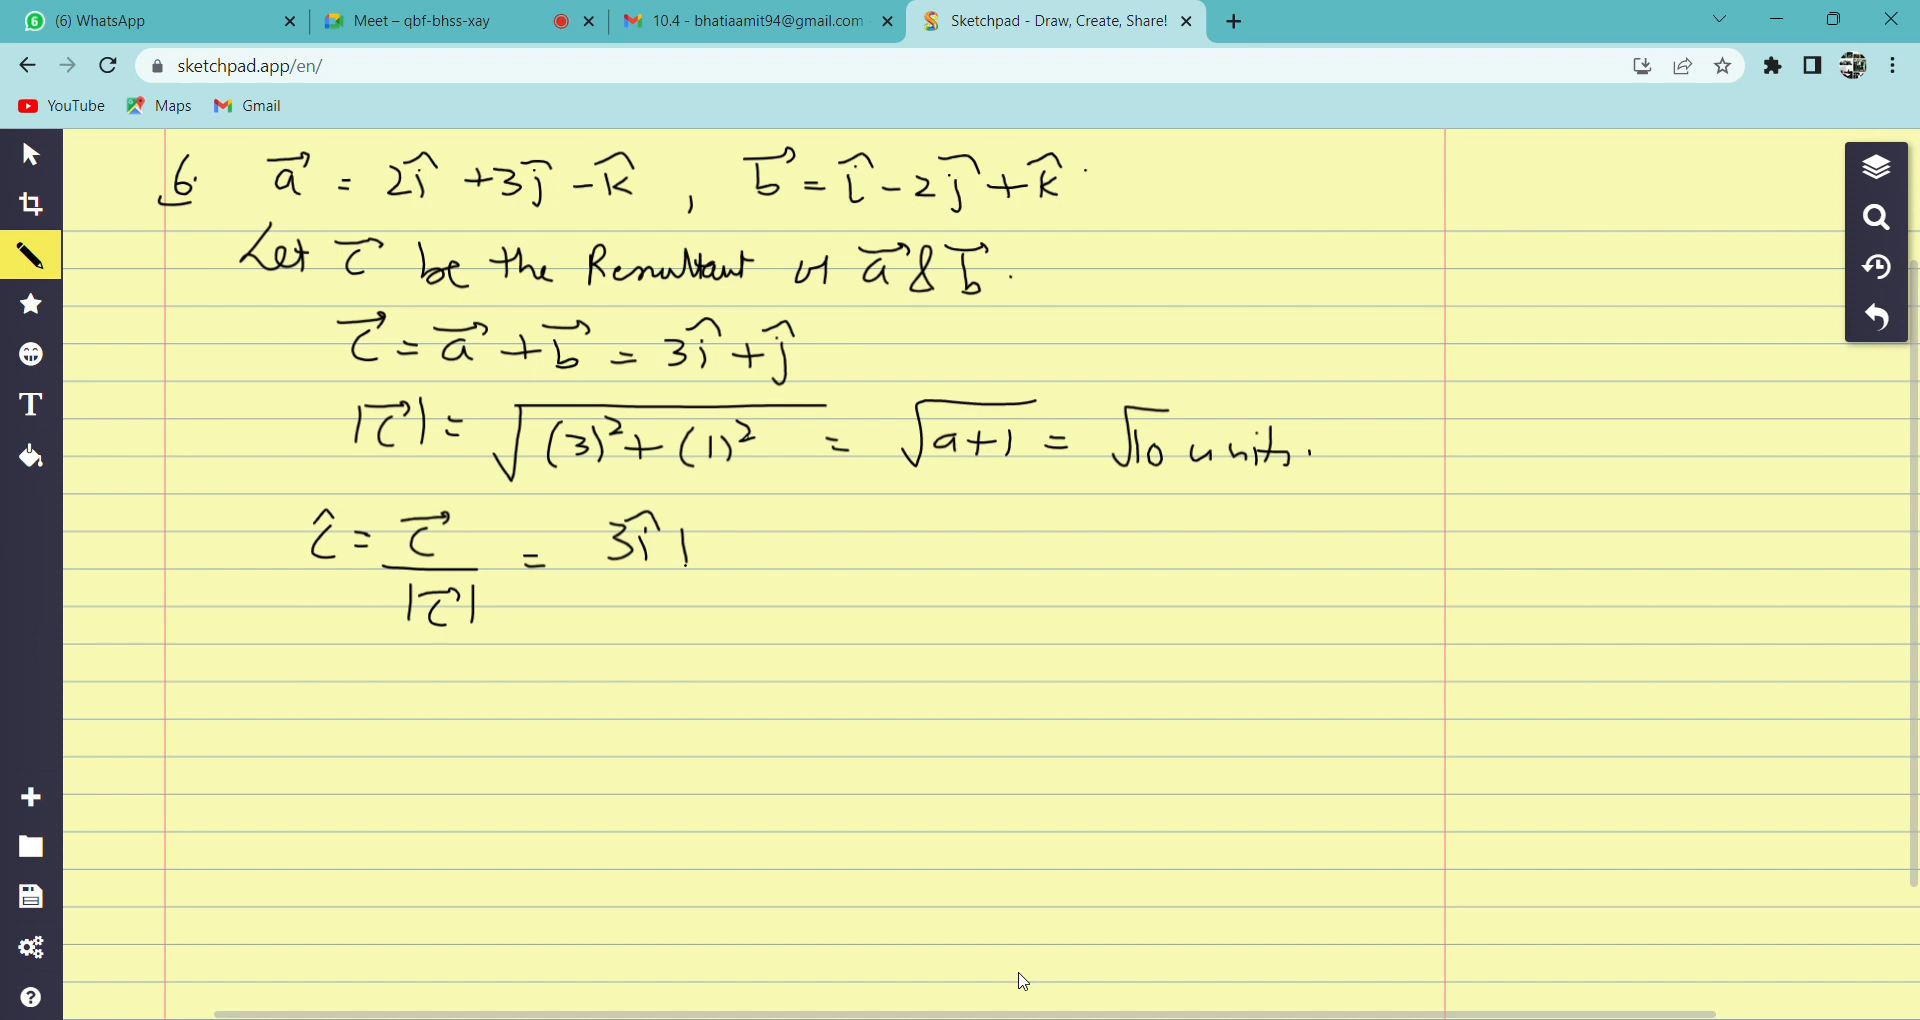 (6) WhatsApp Meet – qbf-bhss-xay 10.4 - bhatiaamit94@gmail.com - Sketchpad - Draw, Create, Share!
sketchpad.app/en/
YouTube Maps Gmail
6. a⃗ = 2î + 3ĵ - k̂ , b⃗ = î - 2ĵ + k̂.
Let c⃗ be the Resultant of a⃗ & b⃗.
c⃗ = a⃗ + b⃗ = 3î + ĵ
|c⃗| = √((3)² + (1)²) = √(9+1) = √10 units.
ĉ = c⃗ / |c⃗| = 3î |
T